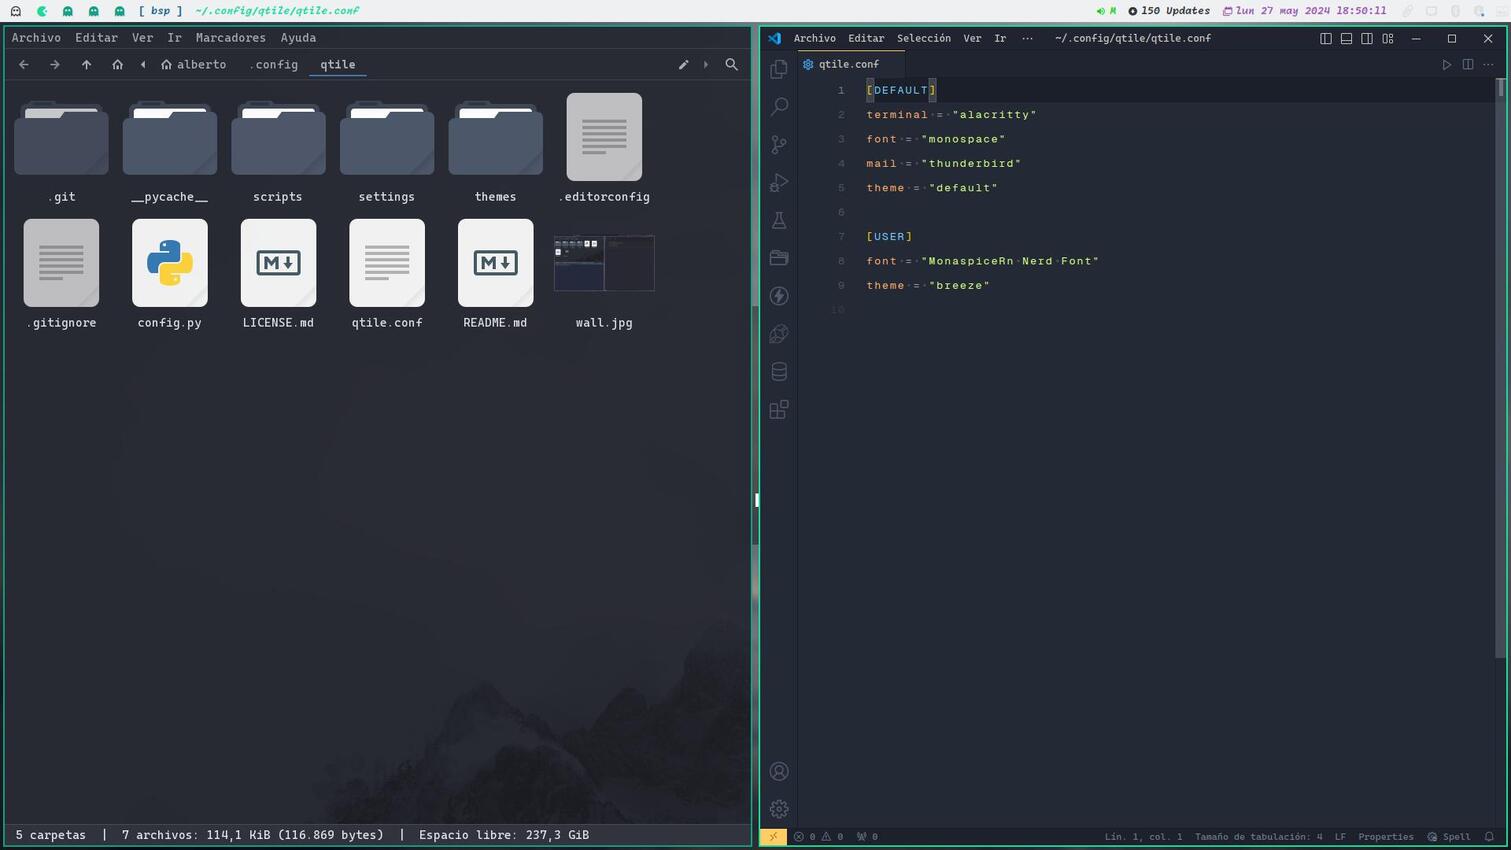 [ bsp ] ~/.config/qtile/qtile.conf M 150 Updates lun 27 may 2024 18:50:11
Archivo Editar Ver Ir Marcadores Ayuda
alberto .config qtile
.git __pycache__ scripts settings themes .editorconfig
M M
.gitignore config.py LICENSE.md qtile.conf README.md wall.jpg
5 carpetas | 7 archivos: 114,1 KiB (116.869 bytes) | Espacio libre: 237,3 GiB
Archivo Editar Selección Ver Ir ··· ~/.config/qtile/qtile.conf
qtile.conf
1 [DEFAULT]
2 terminal = "alacritty"
3 font = "monospace"
4 mail = "thunderbird"
5 theme = "default"
6
7 [USER]
8 font = "MonaspiceRn Nerd Font"
9 theme = "breeze"
10
0 0 0 Lín. 1, col. 1 Tamaño de tabulación: 4 LF Properties Spell